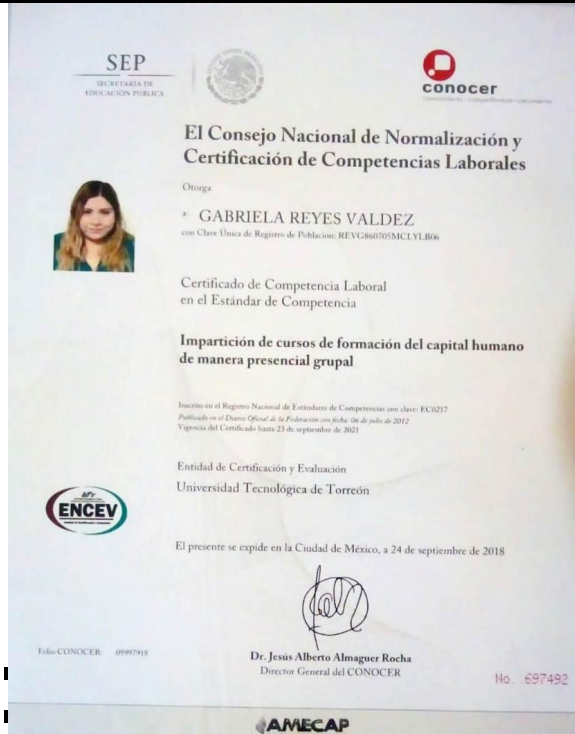 SEP
SECRETARÍA DE
EDUCACIÓN PÚBLICA
conocer
El Consejo Nacional de Normalización y
Certificación de Competencias Laborales
Otorga
GABRIELA REYES VALDEZ
con Clave Única de Registro de Población: REVG860705MCLYLB06
Certificado de Competencia Laboral
en el Estándar de Competencia
Impartición de cursos de formación del capital humano
de manera presencial grupal
Inscrito en el Registro Nacional de Estándares de Competencias con clave: EC0217
Publicado en el Diario Oficial de la Federación con fecha: 06 de julio de 2012
Vigencia del Certificado hasta 23 de septiembre de 2021
Entidad de Certificación y Evaluación
Universidad Tecnológica de Torreón
ENCEV
El presente se expide en la Ciudad de México, a 24 de septiembre de 2018
Folio CONOCER: 09997918
Dr. Jesús Alberto Almaguer Rocha
Director General del CONOCER
No. 697492
AMECAP